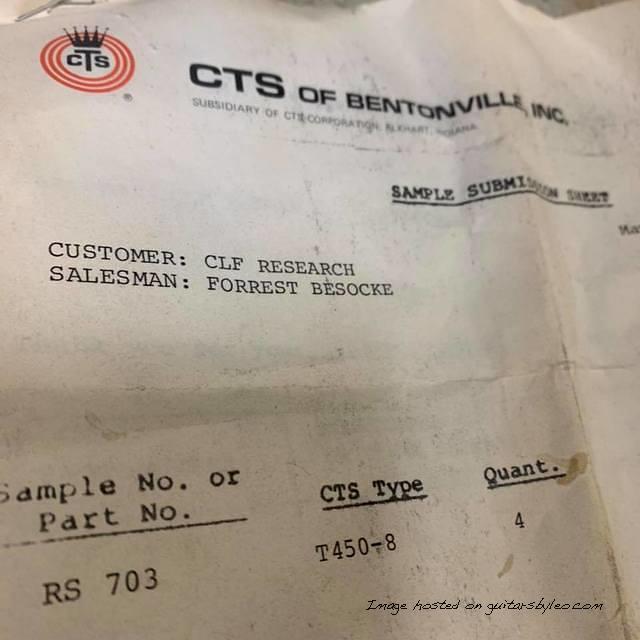 CTS
®
CTS OF BENTONVILLE, INC.
SUBSIDIARY OF CTS CORPORATION, ELKHART, INDIANA
SAMPLE SUBMISSION SHEET
CUSTOMER: CLF RESEARCH
SALESMAN: FORREST BESOCKE
Sample No. or
Part No.
CTS Type
Quant.
RS 703
T450-8
4
Image hosted on guitarsbyleo.com